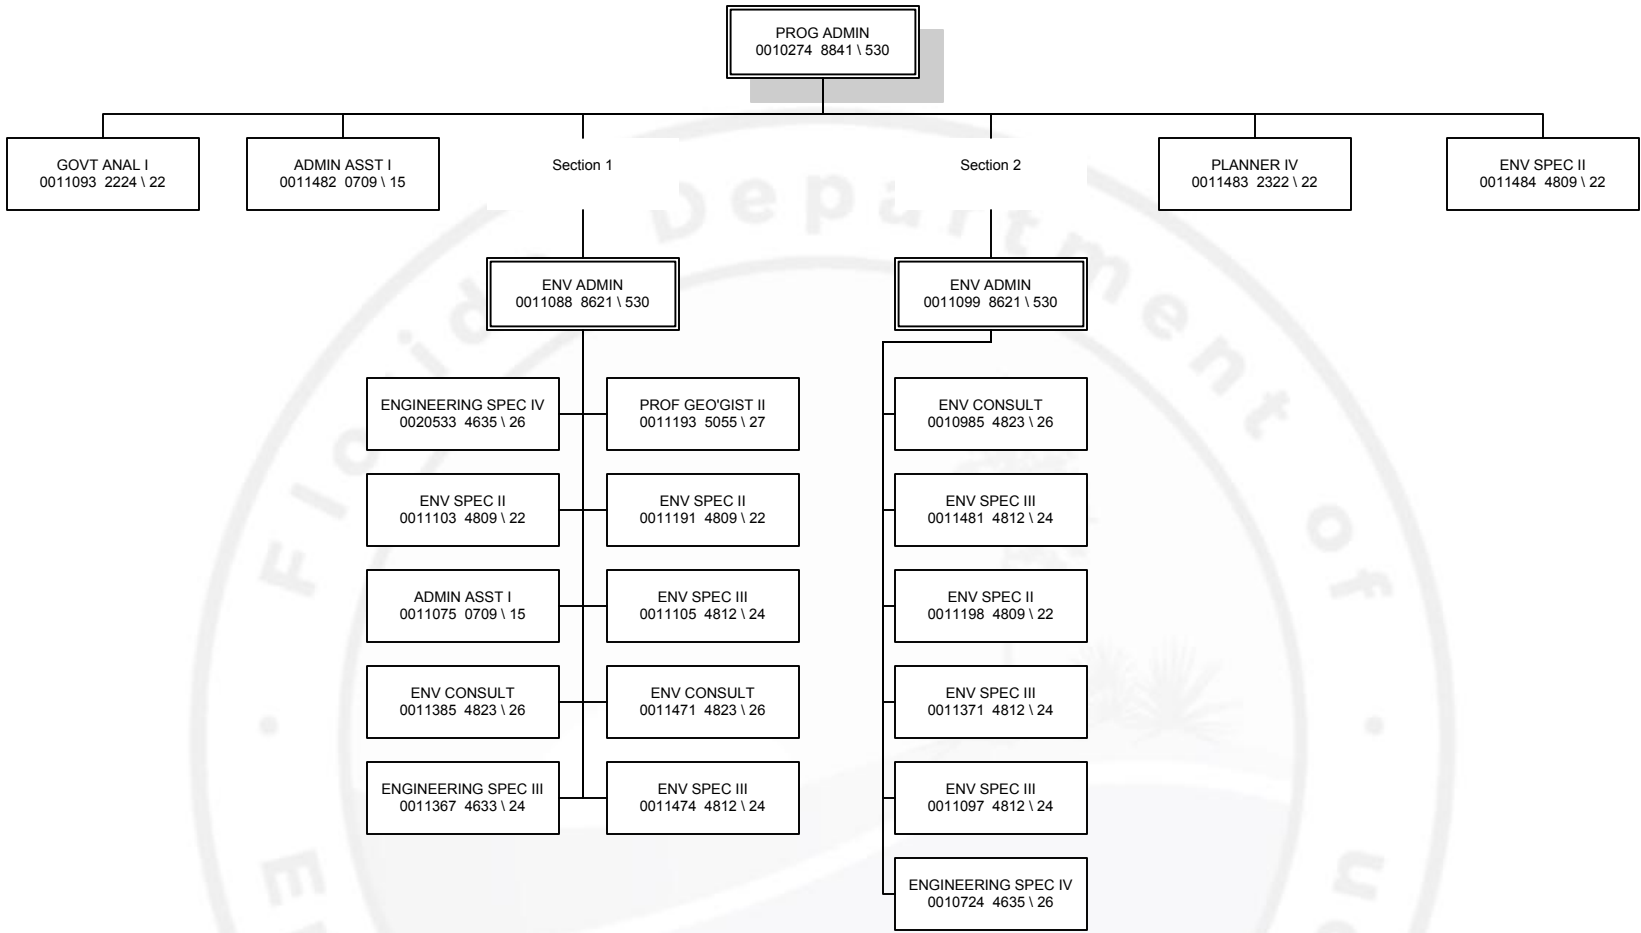 PROG ADMIN
0010274 8841 \ 530
GOVT ANAL I
0011093 2224 \ 22
ADMIN ASST I
0011482 0709 \ 15
Section 1
Section 2
PLANNER IV
0011483 2322 \ 22
ENV SPEC II
0011484 4809 \ 22
ENV ADMIN
0011088 8621 \ 530
ENV ADMIN
0011099 8621 \ 530
ENGINEERING SPEC IV
0020533 4635 \ 26
PROF GEO'GIST II
0011193 5055 \ 27
ENV CONSULT
0010985 4823 \ 26
ENV SPEC II
0011103 4809 \ 22
ENV SPEC II
0011191 4809 \ 22
ENV SPEC III
0011481 4812 \ 24
ADMIN ASST I
0011075 0709 \ 15
ENV SPEC III
0011105 4812 \ 24
ENV SPEC II
0011198 4809 \ 22
ENV CONSULT
0011385 4823 \ 26
ENV CONSULT
0011471 4823 \ 26
ENV SPEC III
0011371 4812 \ 24
ENGINEERING SPEC III
0011367 4633 \ 24
ENV SPEC III
0011474 4812 \ 24
ENV SPEC III
0011097 4812 \ 24
ENGINEERING SPEC IV
0010724 4635 \ 26
Florida Department of